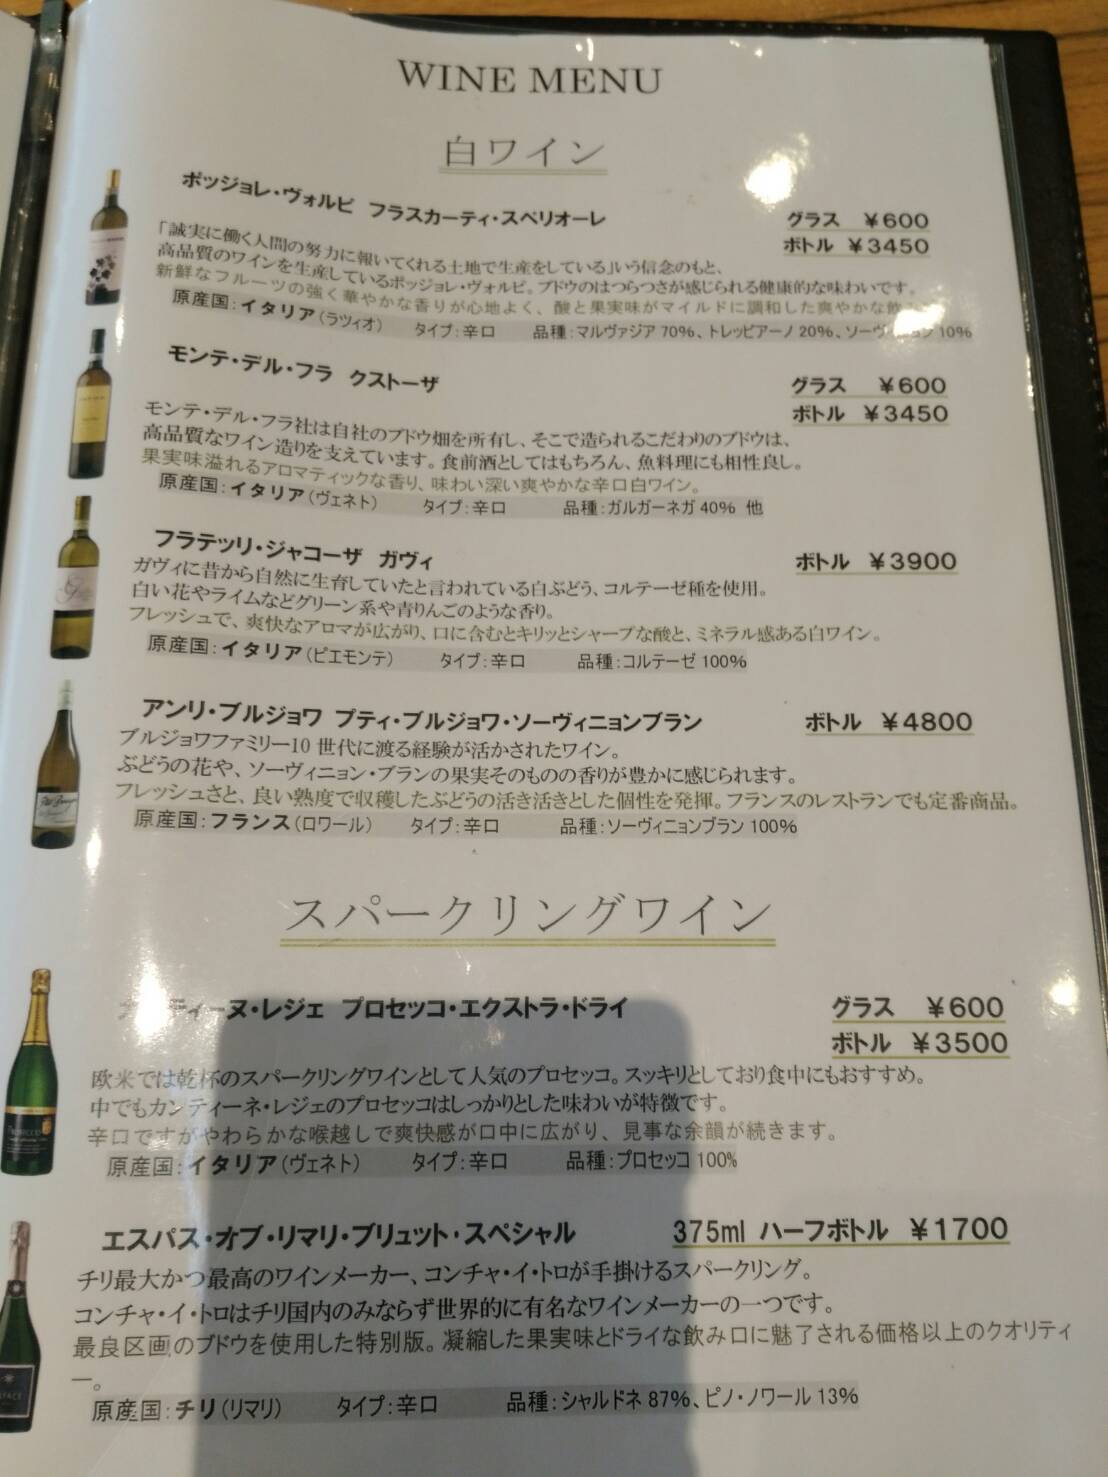 WINE MENU
白ワイン
ポッジョレ・ヴォルピ フラスカーティ・スペリオーレ
グラス ￥600
ボトル ￥3450
「誠実に働く人間の努力に報いてくれる土地で生産をしている」いう信念のもと、
高品質のワインを生産しているポッジョレ・ヴォルピ。ブドウのはつらつさが感じられる健康的な味わいです。
新鮮なフルーツの強く華やかな香りが心地よく、酸と果実味がマイルドに調和した爽やかな飲み
原産国：イタリア（ラツィオ） タイプ：辛口 品種：マルヴァジア 70%、トレッビアーノ 20%、ソーヴィニヨン 10%
モンテ・デル・フラ クストーザ
グラス ￥600
ボトル ￥3450
モンテ・デル・フラ社は自社のブドウ畑を所有し、そこで造られるこだわりのブドウは、
高品質なワイン造りを支えています。食前酒としてはもちろん、魚料理にも相性良し。
果実味溢れるアロマティックな香り、味わい深い爽やかな辛口白ワイン。
原産国：イタリア（ヴェネト） タイプ：辛口 品種：ガルガーネガ 40% 他
フラテッリ・ジャコーザ ガヴィ
ボトル ￥3900
ガヴィに昔から自然に生育していたと言われている白ぶどう、コルテーゼ種を使用。
白い花やライムなどグリーン系や青りんごのような香り。
フレッシュで、爽快なアロマが広がり、口に含むとキリッとシャープな酸と、ミネラル感ある白ワイン。
原産国：イタリア（ピエモンテ） タイプ：辛口 品種：コルテーゼ 100%
アンリ・ブルジョワ プティ・ブルジョワ・ソーヴィニョンブラン
ボトル ￥4800
ブルジョワファミリー10 世代に渡る経験が活かされたワイン。
ぶどうの花や、ソーヴィニョン・ブランの果実そのものの香りが豊かに感じられます。
フレッシュさと、良い熟度で収穫したぶどうの活き活きとした個性を発揮。フランスのレストランでも定番商品。
原産国：フランス（ロワール） タイプ：辛口 品種：ソーヴィニョンブラン 100%
スパークリングワイン
ティーヌ・レジェ プロセッコ・エクストラ・ドライ
グラス ￥600
ボトル ￥3500
欧米では乾杯のスパークリングワインとして人気のプロセッコ。スッキリとしており食中にもおすすめ。
中でもカンティーネ・レジェのプロセッコはしっかりとした味わいが特徴です。
辛口ですがやわらかな喉越しで爽快感が口中に広がり、見事な余韻が続きます。
原産国：イタリア（ヴェネト） タイプ：辛口 品種：プロセッコ 100%
エスパス・オブ・リマリ・ブリュット・スペシャル
375ml ハーフボトル ￥1700
チリ最大かつ最高のワインメーカー、コンチャ・イ・トロが手掛けるスパークリング。
コンチャ・イ・トロはチリ国内のみならず世界的に有名なワインメーカーの一つです。
最良区画のブドウを使用した特別版。凝縮した果実味とドライな飲み口に魅了される価格以上のクオリティ
ー。
原産国：チリ（リマリ） タイプ：辛口 品種：シャルドネ 87%、ピノ・ノワール 13%